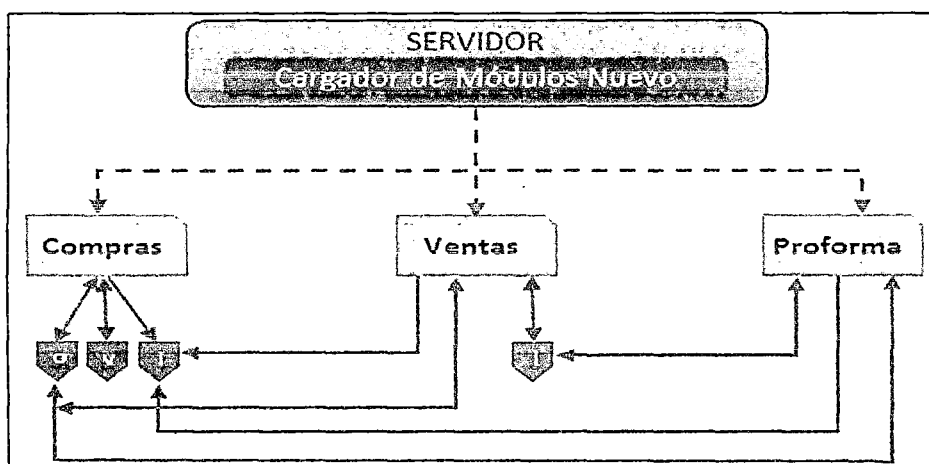 SERVIDOR
Cargador de Módulos Nuevo
Compras
Ventas
Proforma